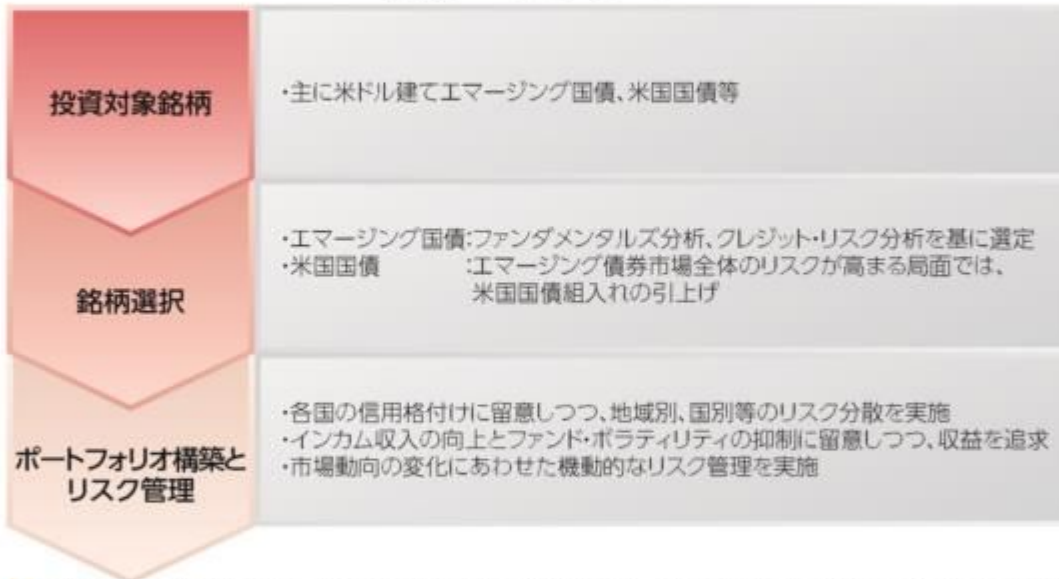 投資対象銘柄
・主に米ドル建てエマージング国債、米国国債等
銘柄選択
・エマージング国債:ファンダメンタルズ分析、クレジット・リスク分析を基に選定
・米国国債 :エマージング債券市場全体のリスクが高まる局面では、
米国国債組入れの引上げ
ポートフォリオ構築と
リスク管理
・各国の信用格付けに留意しつつ、地域別、国別等のリスク分散を実施
・インカム収入の向上とファンド・ボラティリティの抑制に留意しつつ、収益を追求
・市場動向の変化にあわせた機動的なリスク管理を実施